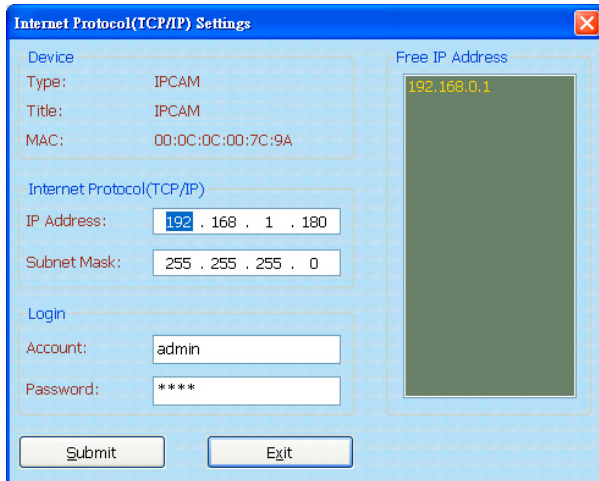 Internet Protocol(TCP/IP) Settings
Device
Type: IPCAM
Title: IPCAM
MAC: 00:0C:0C:00:7C:9A
Internet Protocol(TCP/IP)
IP Address: 192 . 168 . 1 . 180
Subnet Mask: 255 . 255 . 255 . 0
Login
Account: admin
Password: ****
Submit Exit
Free IP Address
192.168.0.1